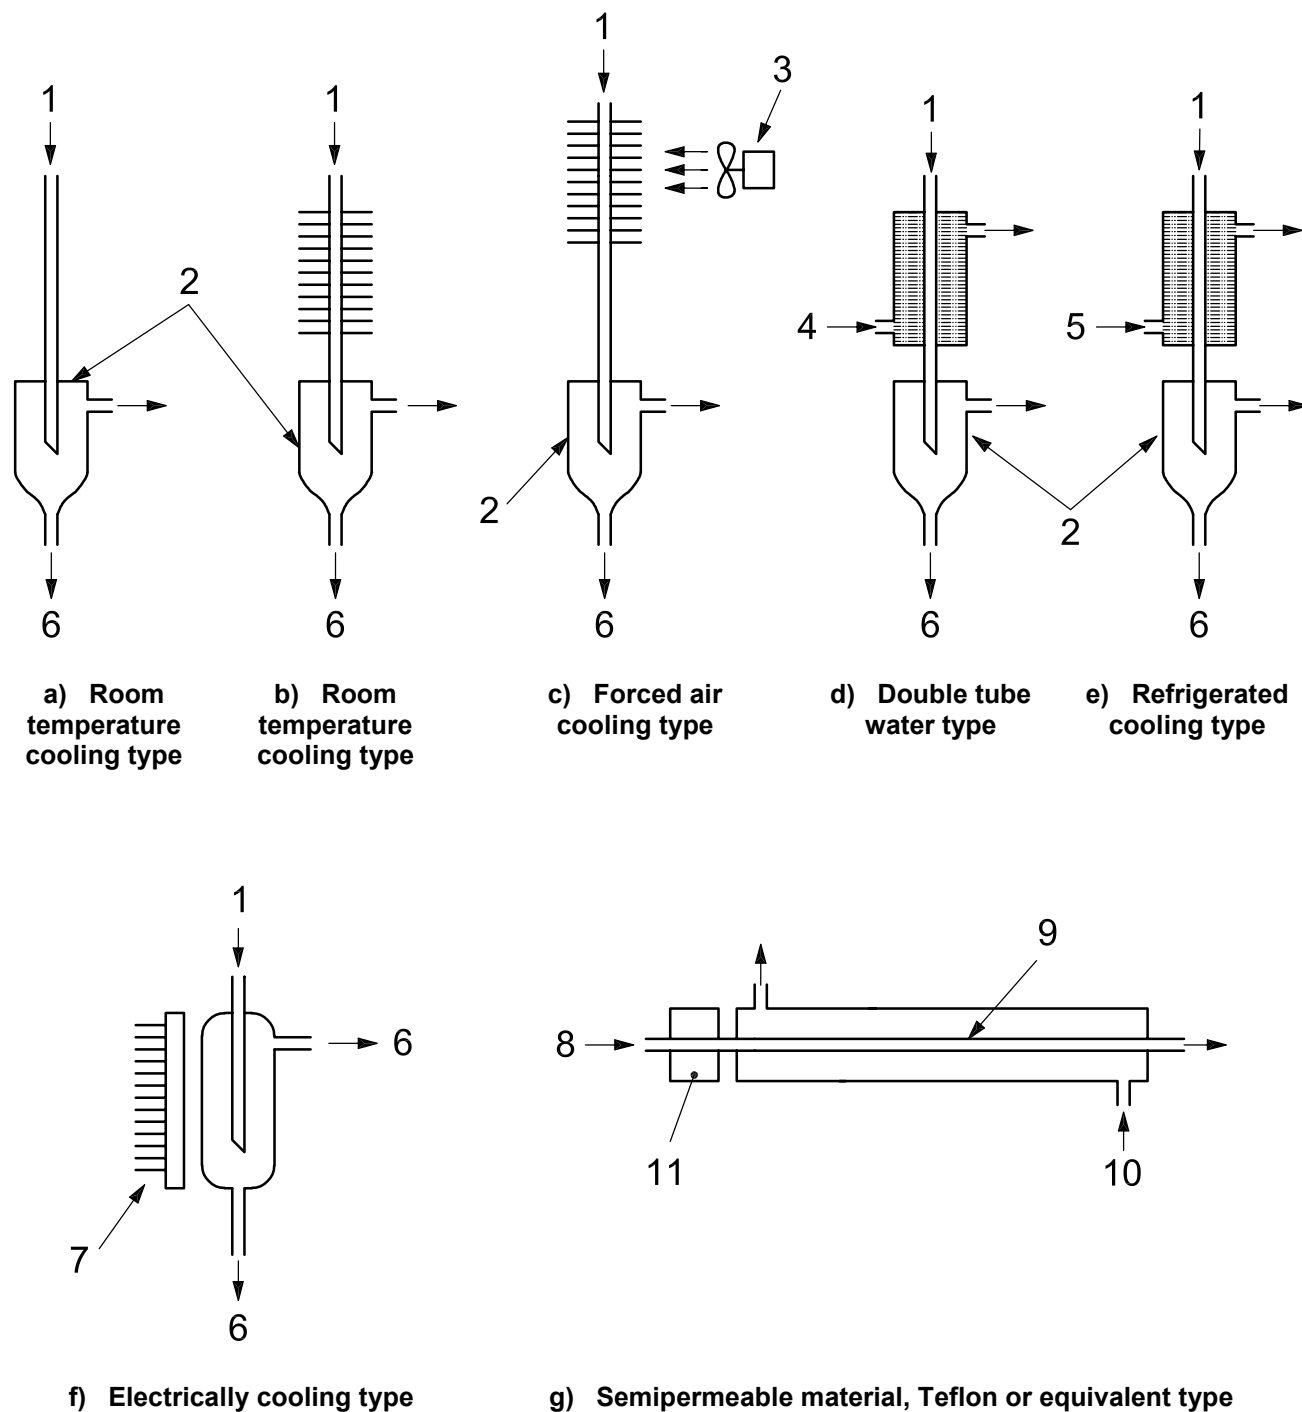 1
3
1
1
1
1
2
4
5
2
2
6
6
6
6
6
a) Room
temperature
cooling type
b) Room
temperature
cooling type
c) Forced air
cooling type
d) Double tube
water type
e) Refrigerated
cooling type
1
9
6
8
7
11
10
6
f) Electrically cooling type
g) Semipermeable material, Teflon or equivalent type